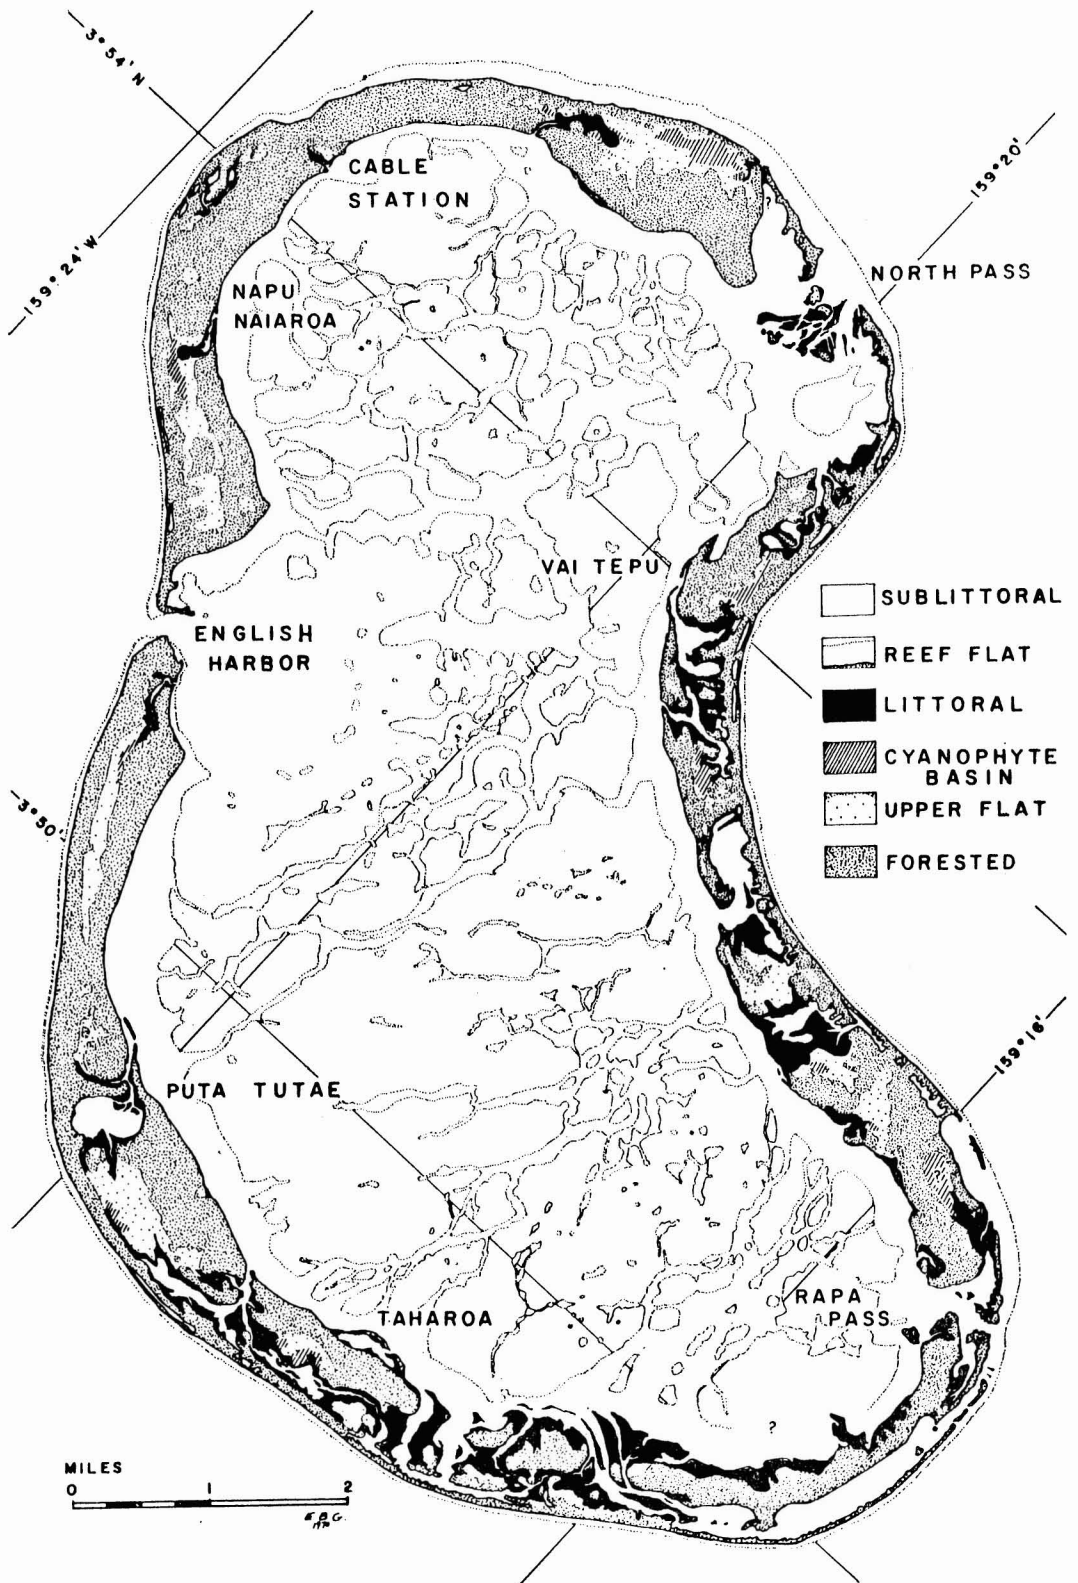 3°54'N
159°20'
CABLE
STATION
159°24'W
NORTH PASS
NAPU
NAIAROA
VAI TEPU
SUBLITTORAL
ENGLISH
HARBOR
REEF FLAT
LITTORAL
CYANOPHYTE
BASIN
3°50'
UPPER FLAT
FORESTED
159°16'
PUTA TUTAE
RAPA
PASS
TAHAROA
?
MILES
0 1 2
E.B.G.